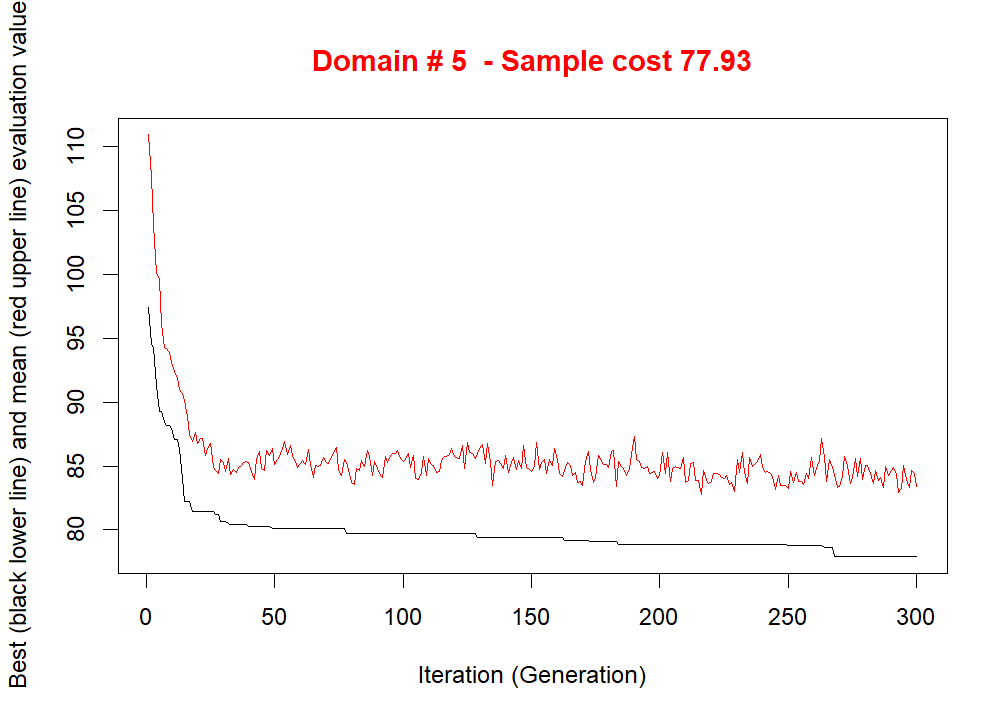 Domain # 5  - Sample cost 77.93
Best (black lower line) and mean (red upper line) evaluation value
110
105
100
95
90
85
80
0 50 100 150 200 250 300
Iteration (Generation)